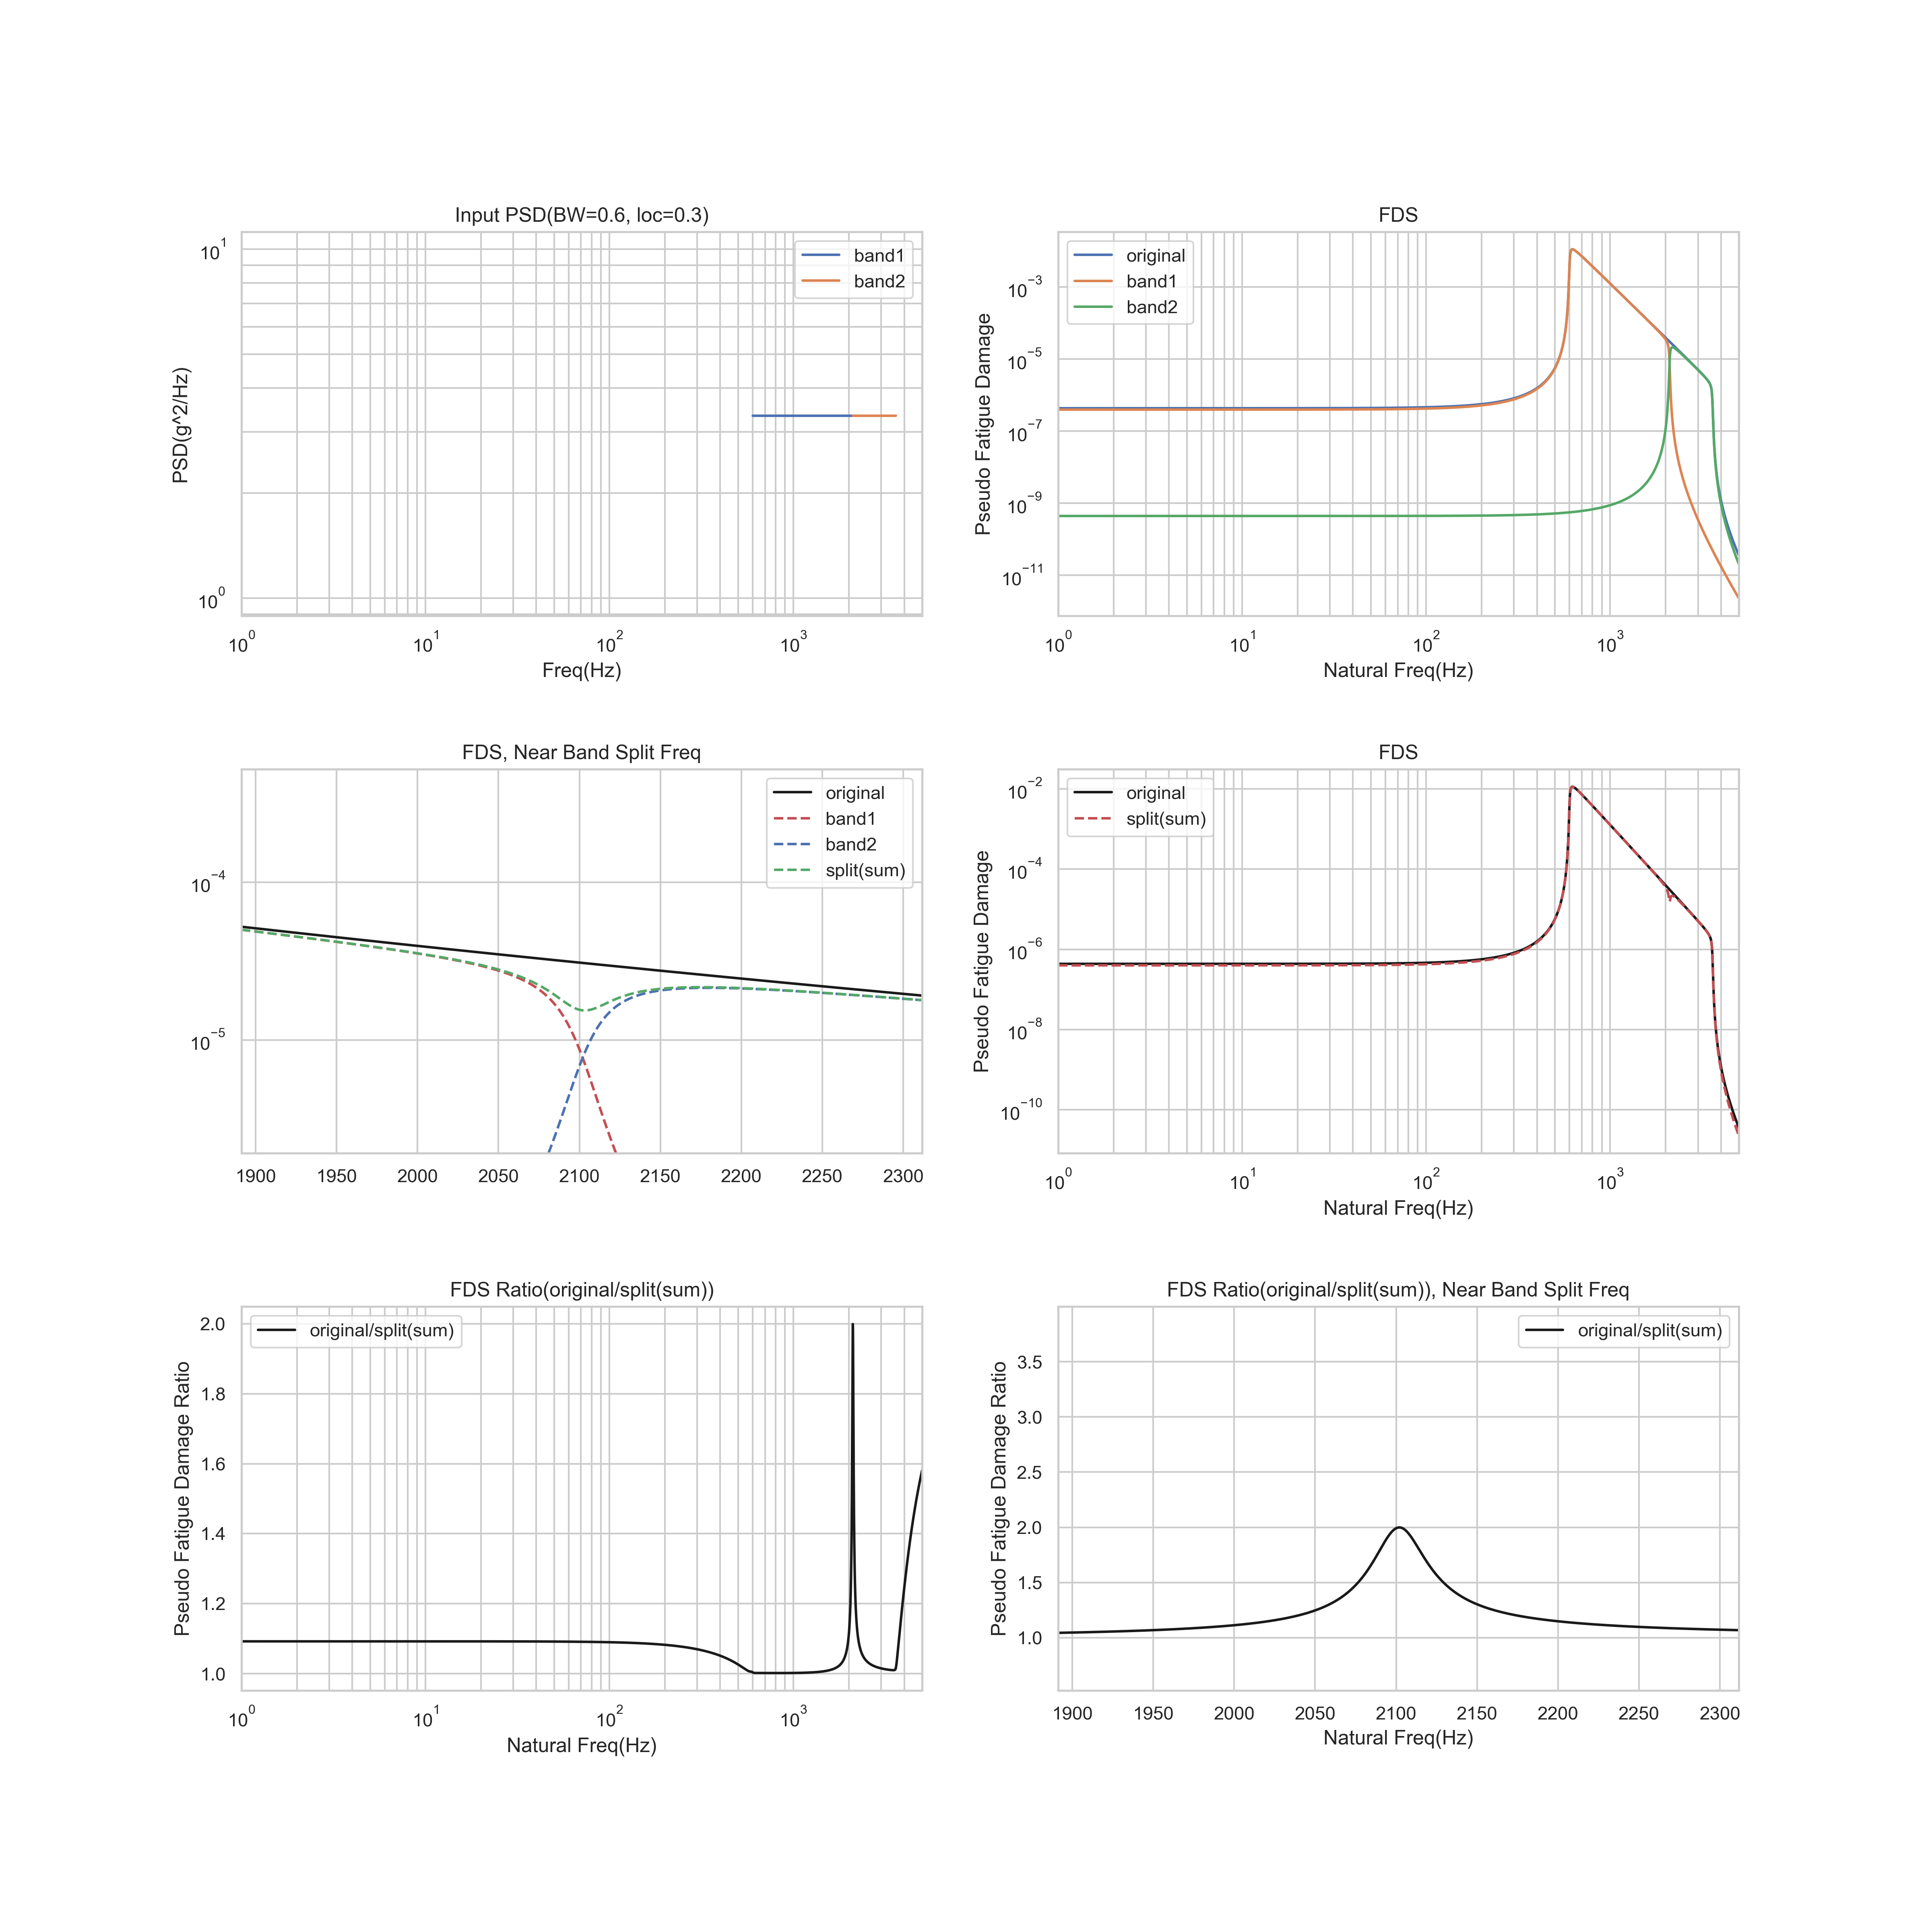 Input PSD(BW=0.6, loc=0.3)
PSD(g^2/Hz)
10^1
10^0
band1
band2
10^0
10^1
10^2
10^3
Freq(Hz)
FDS
Pseudo Fatigue Damage
10^−3
10^−5
10^−7
10^−9
10^−11
original
band1
band2
10^0
10^1
10^2
10^3
Natural Freq(Hz)
FDS, Near Band Split Freq
10^−4
10^−5
original
band1
band2
split(sum)
1900
1950
2000
2050
2100
2150
2200
2250
2300
FDS
Pseudo Fatigue Damage
10^−2
10^−4
10^−6
10^−8
10^−10
original
split(sum)
10^0
10^1
10^2
10^3
Natural Freq(Hz)
FDS Ratio(original/split(sum))
Pseudo Fatigue Damage Ratio
2.0
1.8
1.6
1.4
1.2
1.0
original/split(sum)
10^0
10^1
10^2
10^3
Natural Freq(Hz)
FDS Ratio(original/split(sum)), Near Band Split Freq
Pseudo Fatigue Damage Ratio
3.5
3.0
2.5
2.0
1.5
1.0
original/split(sum)
1900
1950
2000
2050
2100
2150
2200
2250
2300
Natural Freq(Hz)